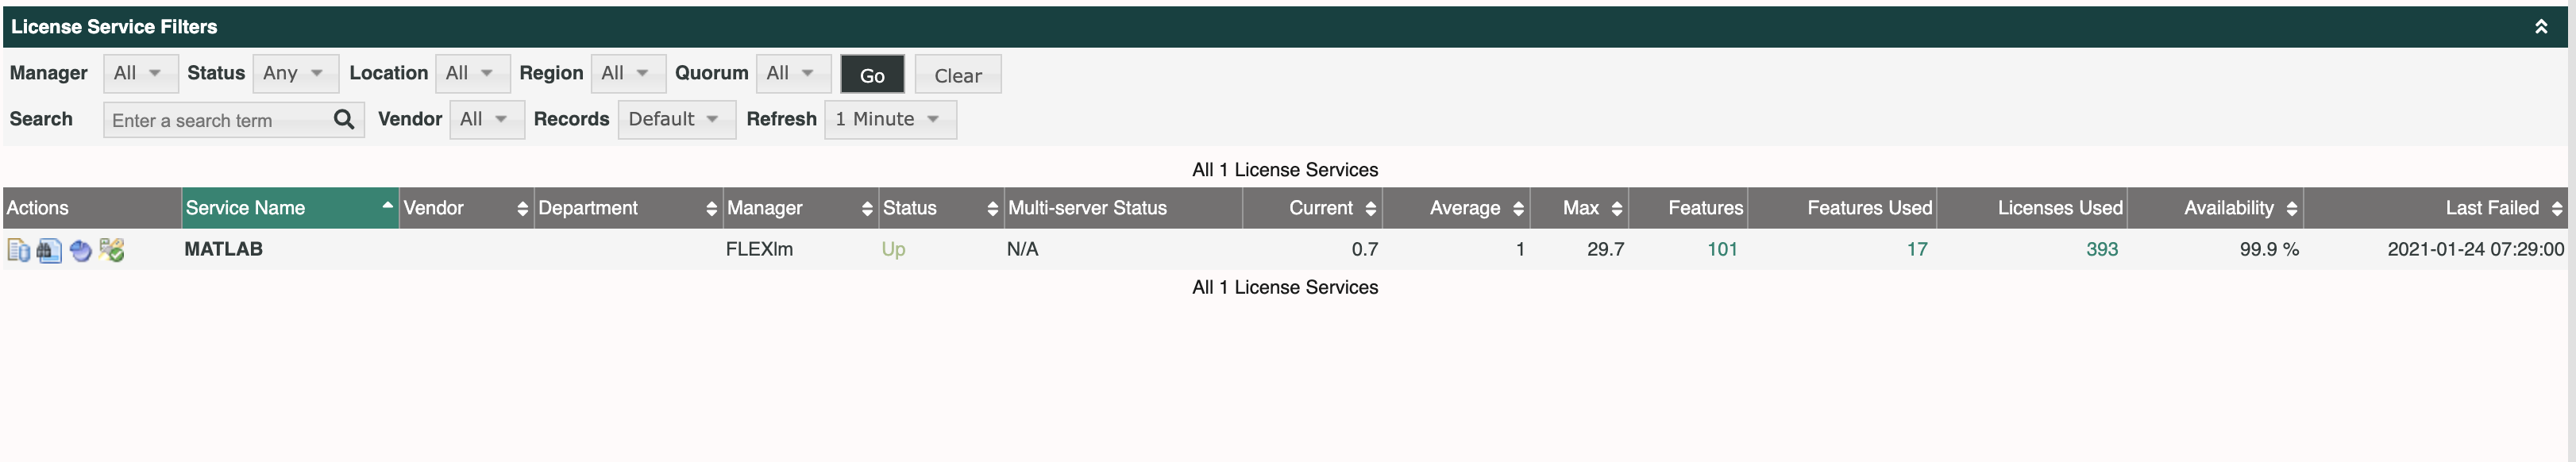 License Service Filters
Manager All Status Any Location All Region All Quorum All Go Clear
Search Enter a search term Vendor All Records Default Refresh 1 Minute
All 1 License Services
Actions Service Name Vendor Department Manager Status Multi-server Status Current Average Max Features Features Used Licenses Used Availability Last Failed
MATLAB FLEXlm Up N/A 0.7 1 29.7 101 17 393 99.9 % 2021-01-24 07:29:00
All 1 License Services